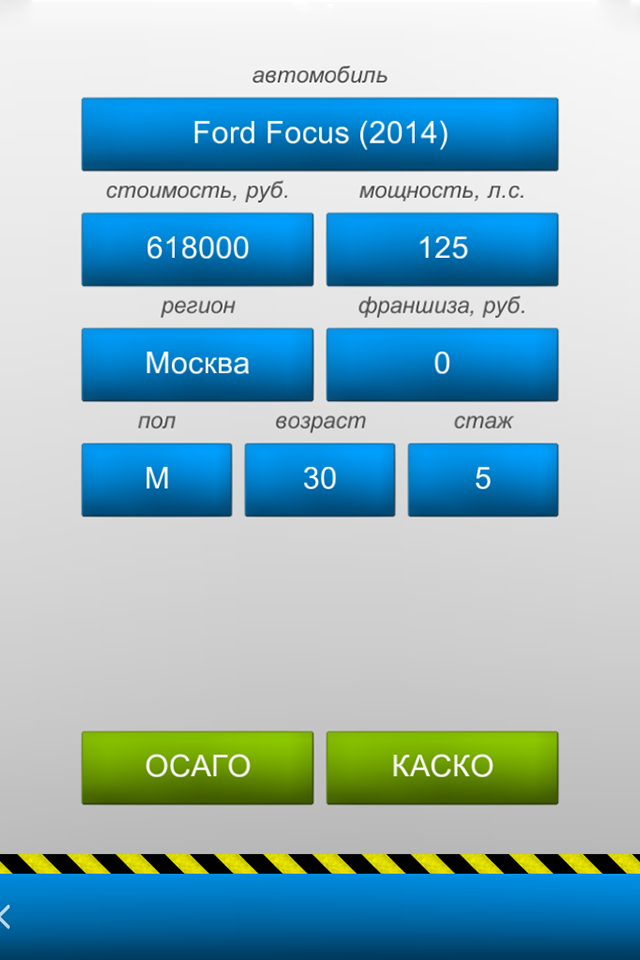 автомобиль
Ford Focus (2014)
стоимость, руб. мощность, л.с.
618000 125
регион франшиза, руб.
Москва 0
пол возраст стаж
М 30 5
ОСАГО КАСКО